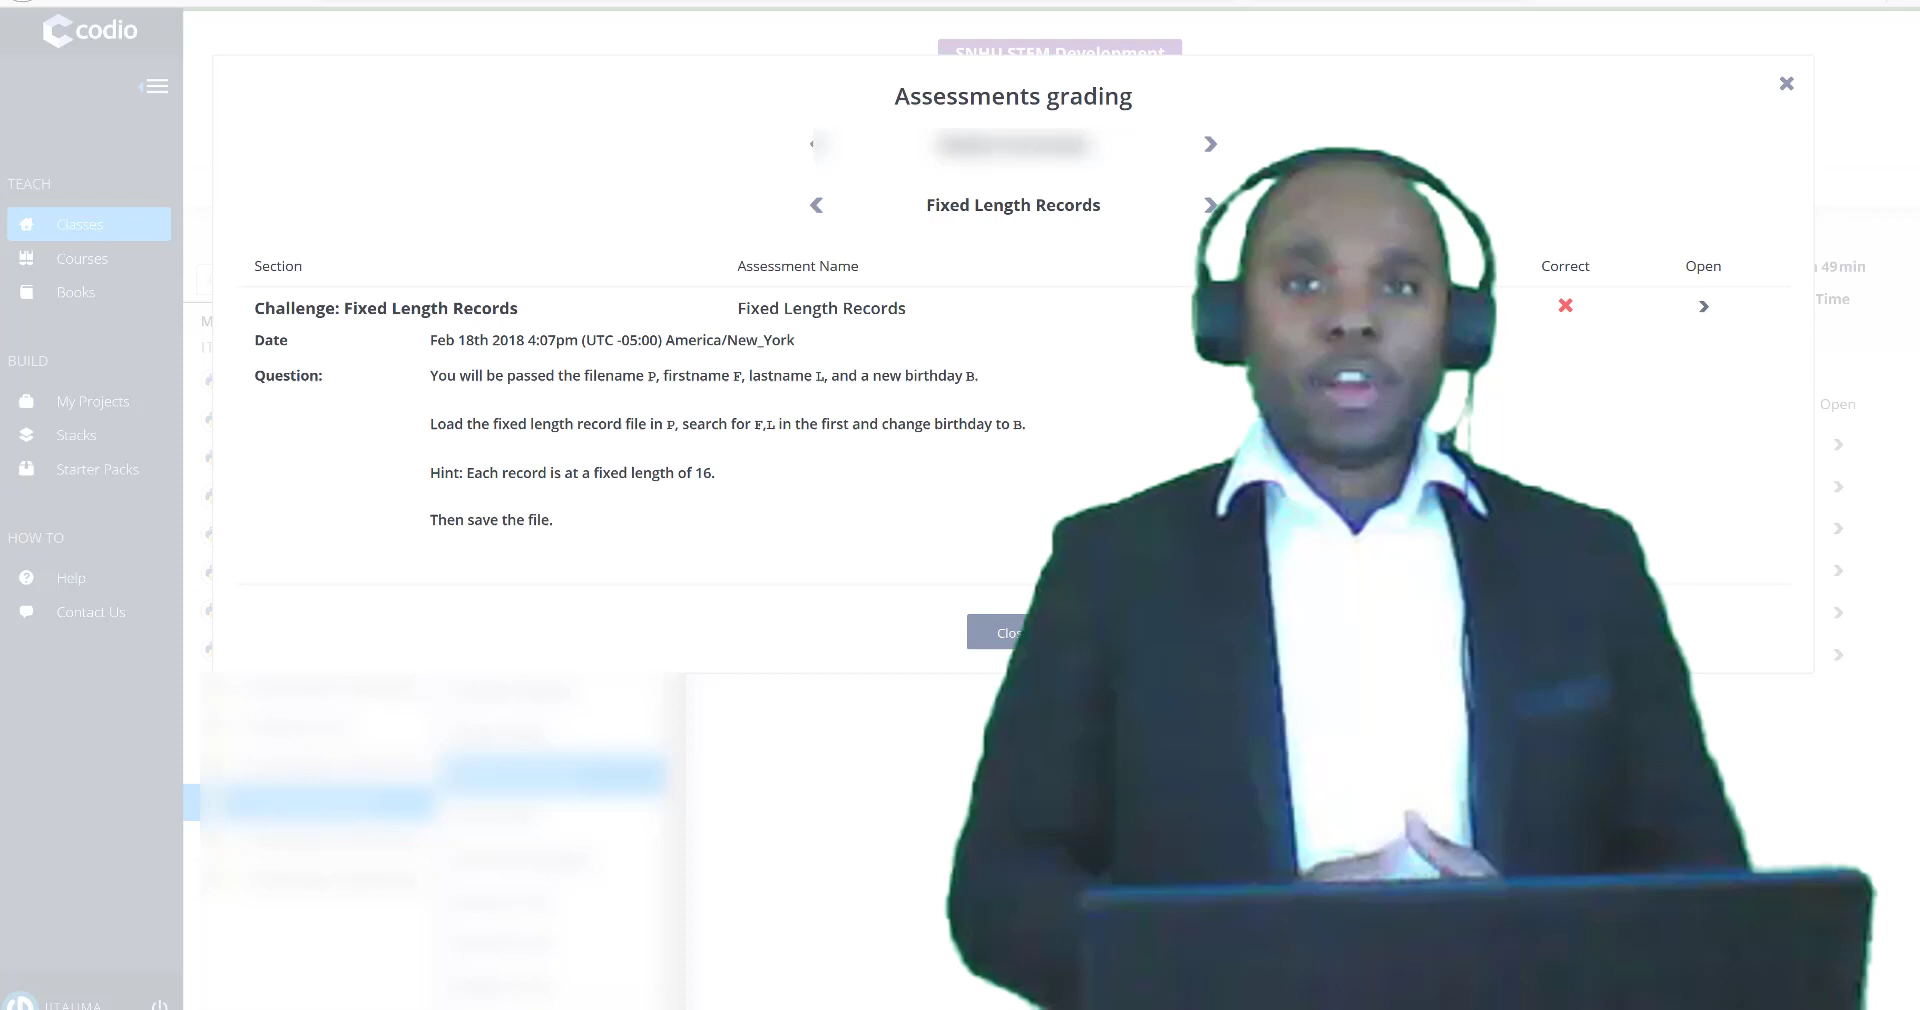 codio
SNHU STEM Development
Assessments grading
TEACH
Fixed Length Records
Classes
Courses
Section Assessment Name Correct Open
49min
Books
Time
Challenge: Fixed Length Records Fixed Length Records
Date Feb 18th 2018 4:07pm (UTC -05:00) America/New_York
BUILD
Question: You will be passed the filename P, firstname F, lastname L, and a new birthday B.
My Projects
Open
Load the fixed length record file in P, search for F,L in the first and change birthday to B.
Stacks
Starter Packs
Hint: Each record is at a fixed length of 16.
Then save the file.
HOW TO
Help
Contact Us
Clos